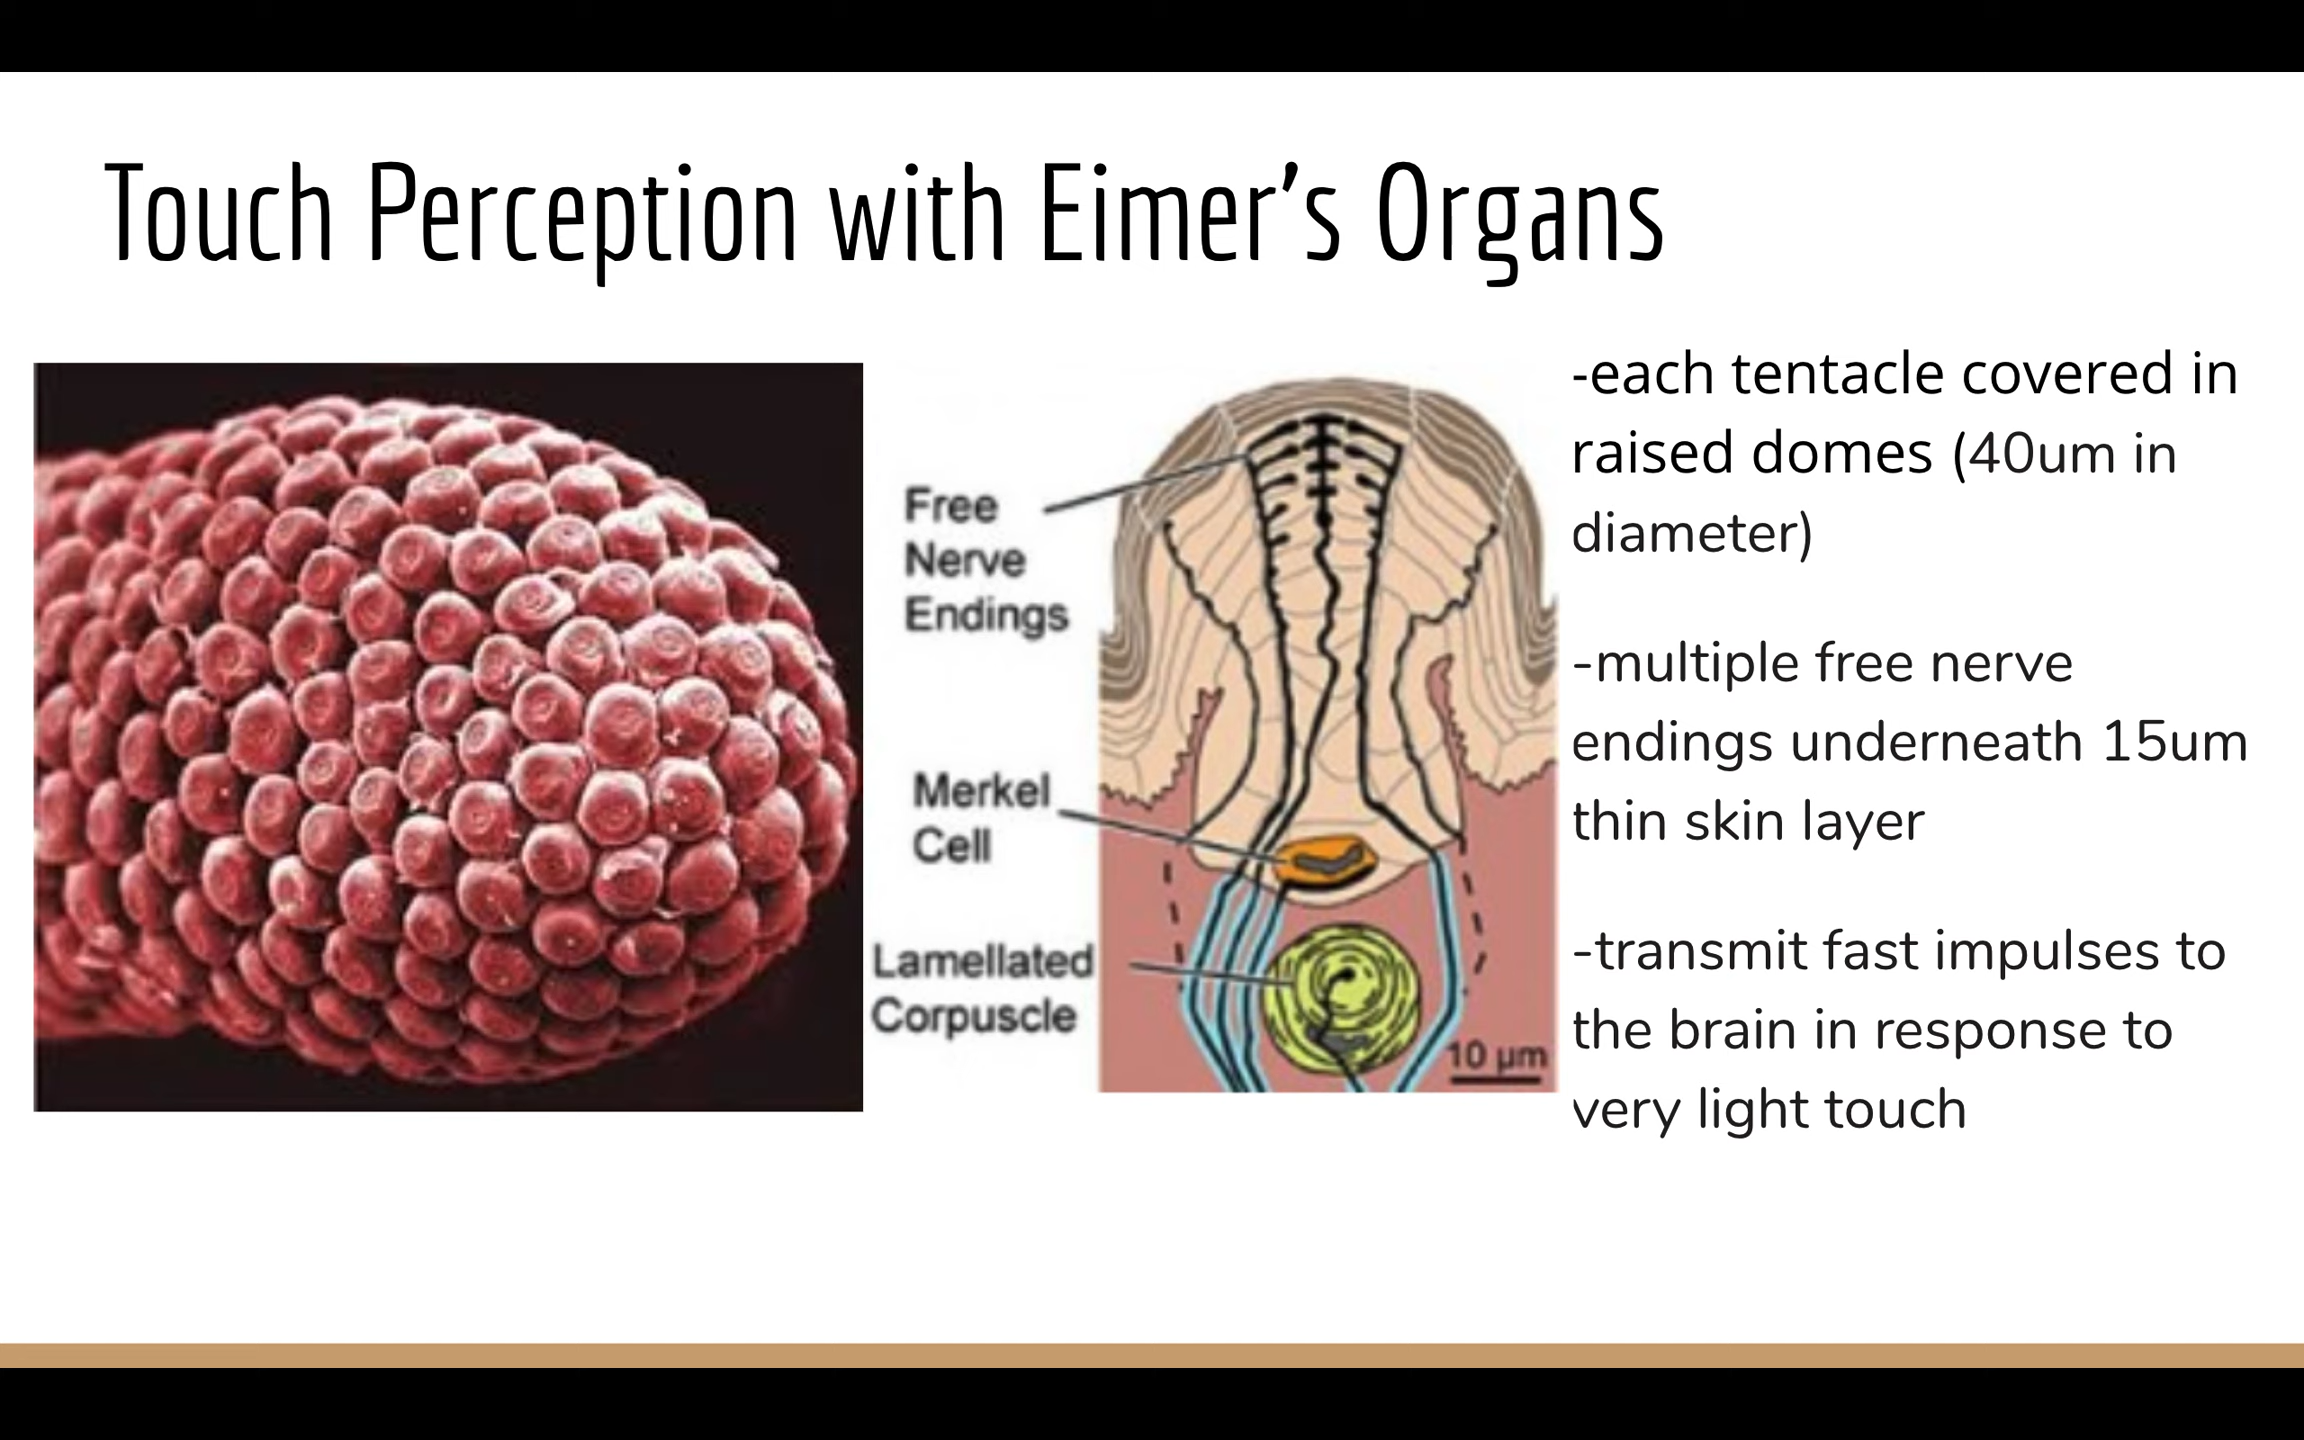 Touch Perception with Eimer’s Organs
Free
Nerve
Endings
Merkel
Cell
Lamellated
Corpuscle
10 µm
-each tentacle covered in
raised domes (40um in
diameter)
-multiple free nerve
endings underneath 15um
thin skin layer
-transmit fast impulses to
the brain in response to
very light touch